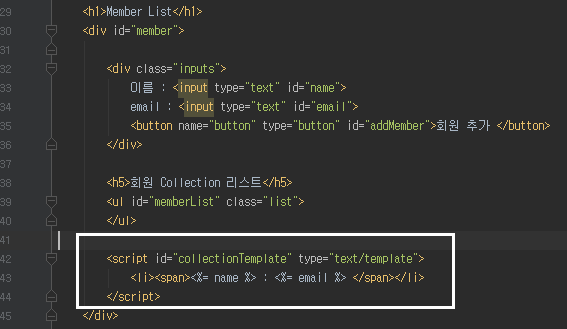 29 <h1>Member List</h1>
30 <div id="member">
31
32 <div class="inputs">
33 이름 : <input type="text" id="name">
34 email : <input type="text" id="email">
35 <button name="button" type="button" id="addMember">회원 추가 </button>
36 </div>
37
38 <h5>회원 Collection 리스트</h5>
39 <ul id="memberList" class="list">
40 </ul>
41
42 <script id="collectionTemplate" type="text/template">
43 <li><span><%= name %> : <%= email %> </span></li>
44 </script>
45 </div>